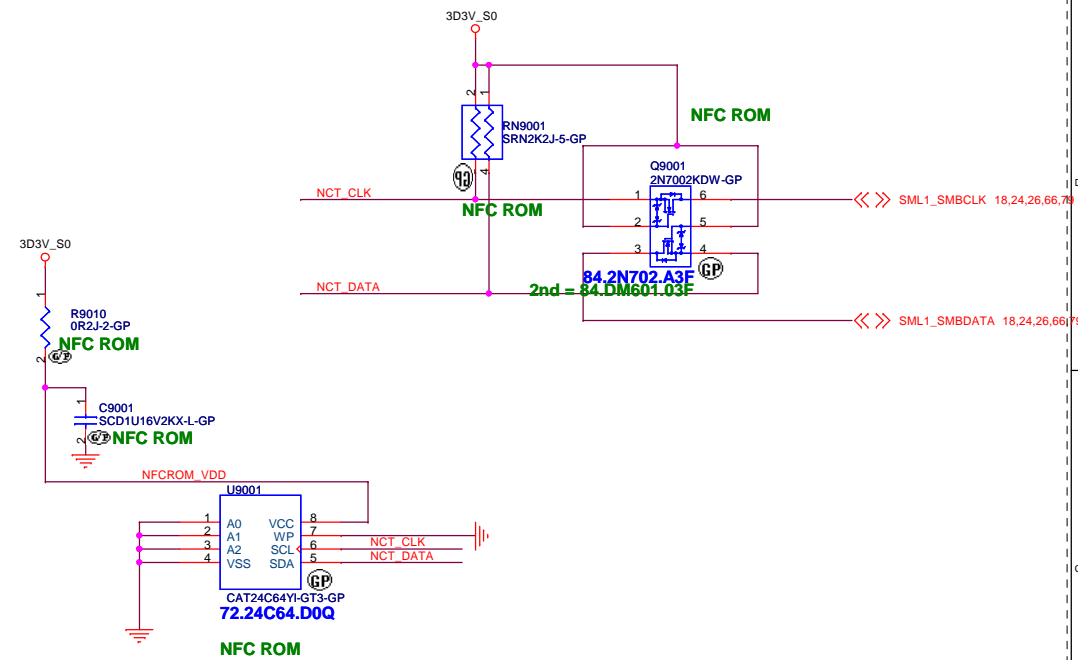 3D3V_S0
2
1
NFC ROM
RN9001
SRN2K2J-5-GP
Q9001
2N7002KDW-GP
3
4
GP
NCT_CLK
1
6
SML1_SMBCLK 18,24,26,66,79
NFC ROM
2
5
3
4
3D3V_S0
GP
84.2N702.A3F
NCT_DATA
2nd = 84.DM601.03F
1
R9010
0R2J-2-GP
SML1_SMBDATA 18,24,26,66,79
NFC ROM
2
G/P
1
C9001
SCD1U16V2KX-L-GP
2
G/P
NFC ROM
NFCROM_VDD
U9001
1
A0
VCC
8
2
A1
WP
7
3
A2
SCL
6
NCT_CLK
4
VSS
SDA
5
NCT_DATA
GP
CAT24C64YI-GT3-GP
72.24C64.D0Q
NFC ROM